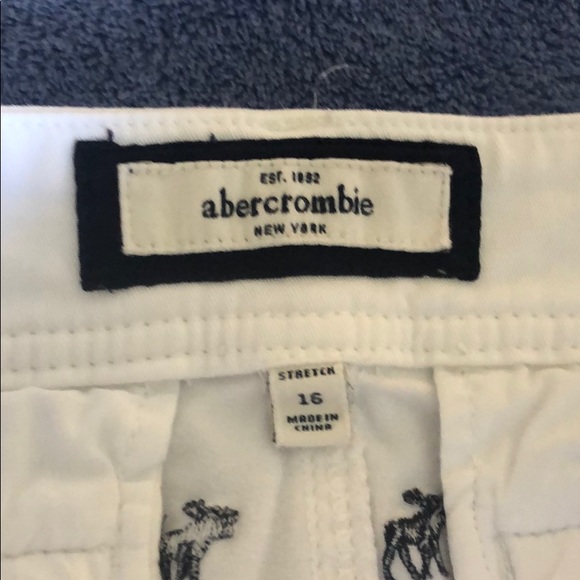 EST. 1892
abercrombie
NEW YORK
STRETCH
16
MADE IN
CHINA